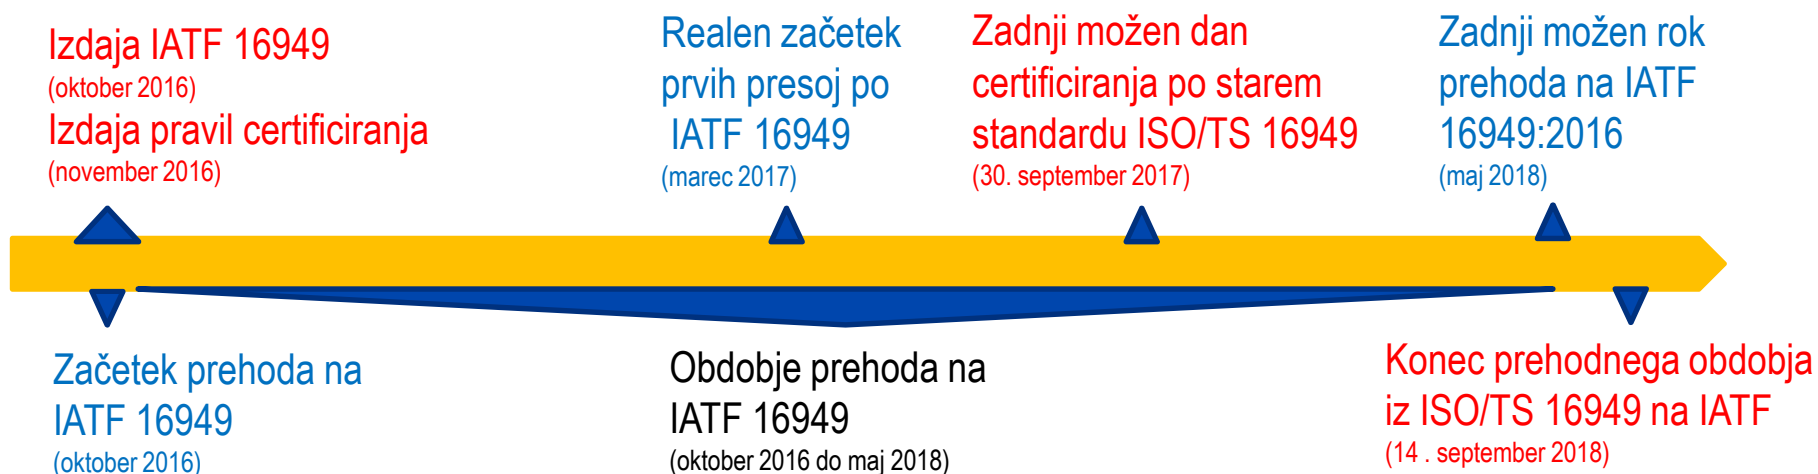 Izdaja IATF 16949
(oktober 2016)
Izdaja pravil certificiranja
(november 2016)
Realen začetek
prvih presoj po
IATF 16949
(marec 2017)
Zadnji možen dan
certificiranja po starem
standardu ISO/TS 16949
(30. september 2017)
Zadnji možen rok
prehoda na IATF
16949:2016
(maj 2018)
Začetek prehoda na
IATF 16949
(oktober 2016)
Obdobje prehoda na
IATF 16949
(oktober 2016 do maj 2018)
Konec prehodnega obdobja
iz ISO/TS 16949 na IATF
(14 . september 2018)